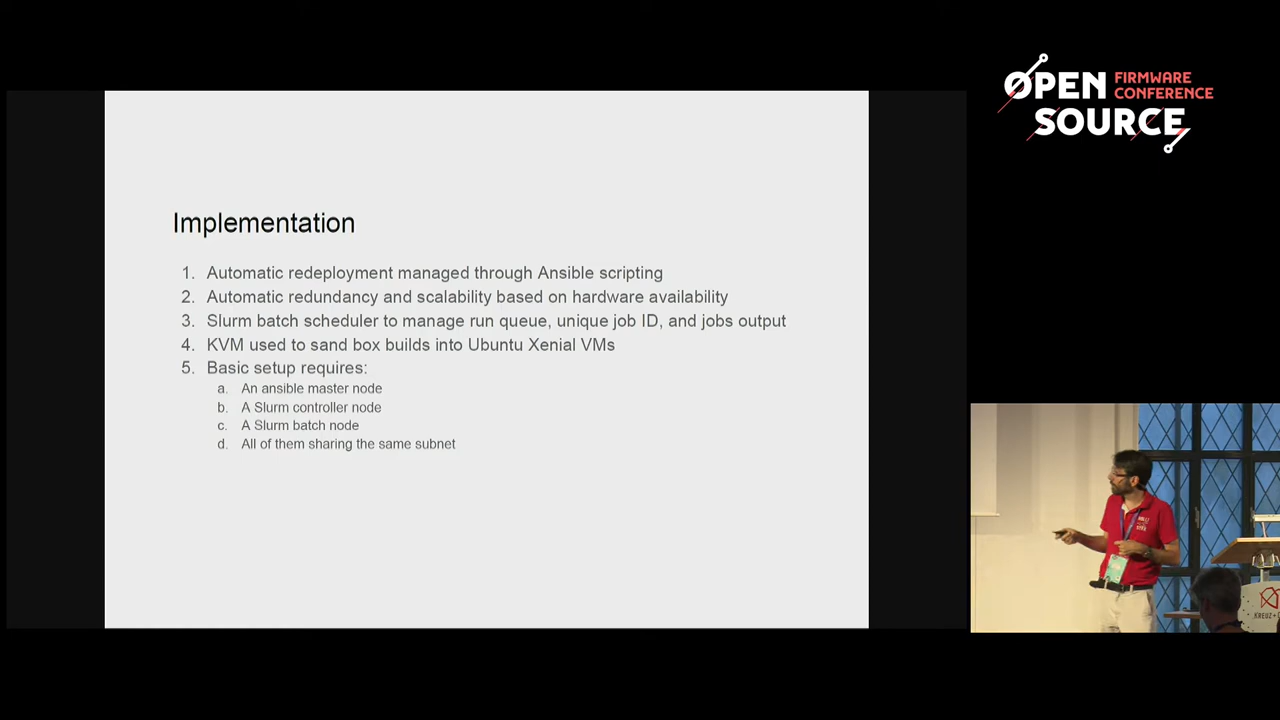 OPEN FIRMWARE
CONFERENCE
SOURCE
Implementation
1. Automatic redeployment managed through Ansible scripting
2. Automatic redundancy and scalability based on hardware availability
3. Slurm batch scheduler to manage run queue, unique job ID, and jobs output
4. KVM used to sand box builds into Ubuntu Xenial VMs
5. Basic setup requires:
a. An ansible master node
b. A Slurm controller node
c. A Slurm batch node
d. All of them sharing the same subnet